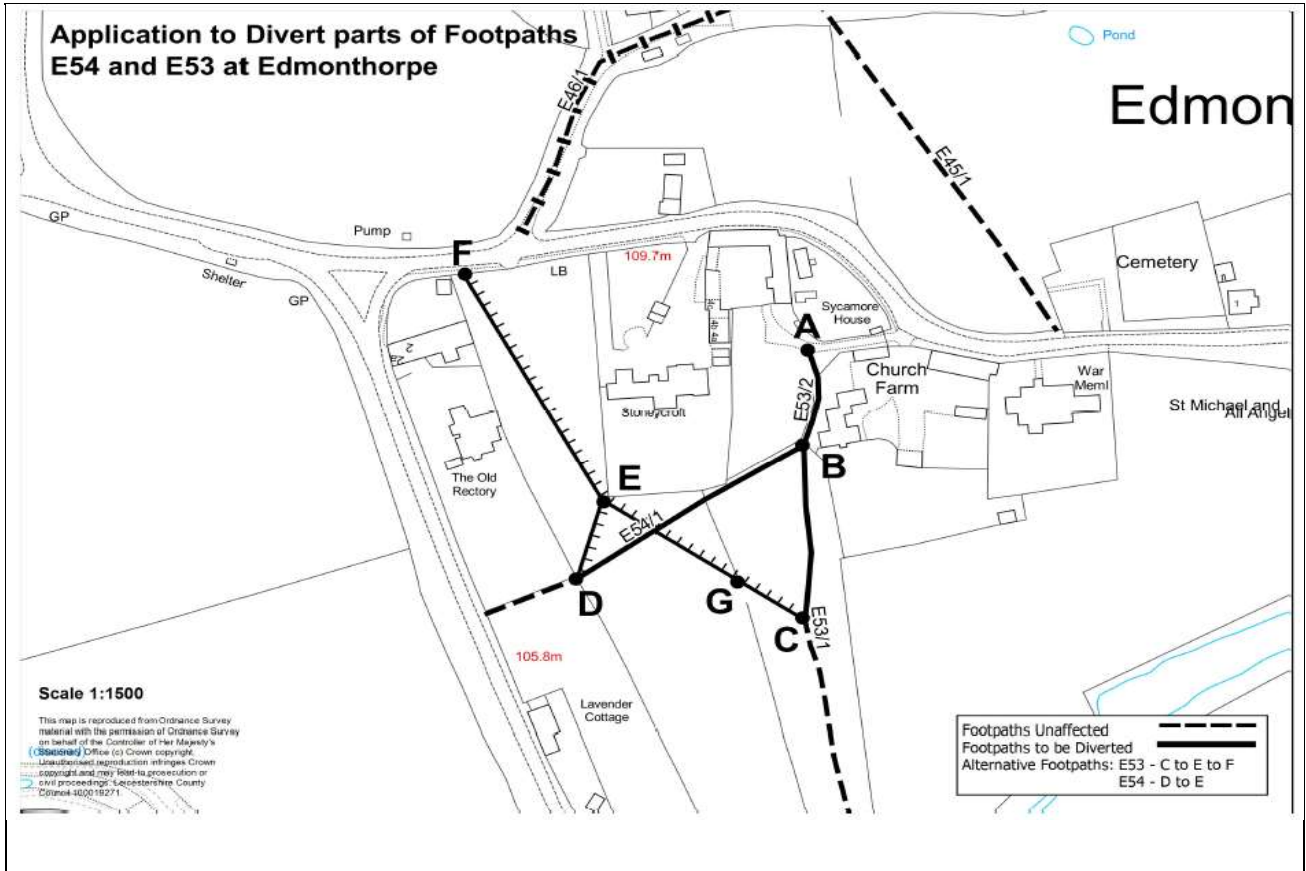 Application to Divert parts of Footpaths
E54 and E53 at Edmonthorpe
Pond
Edmon
E46/1
E45/1
GP
Pump
Shelter
GP
F
LB
109.7m
Cemetery
Sycamore
House
A
4c
4b 4a
2
2a
E53/2
Church
Farm
War
Meml
St Michael and
All Angel
Stoneycroft
The Old
Rectory
B
E
E54/1
D
G
C
E53/1
105.8m
Lavender
Cottage
Scale 1:1500
This map is reproduced from Ordnance Survey
material with the permission of Ordnance Survey
on behalf of the Controller of Her Majesty's
Stationery Office (c) Crown copyright.
Unauthorised reproduction infringes Crown
copyright and may lead to prosecution or
civil proceedings. Leicestershire County
Council 100019271.
Footpaths Unaffected
Footpaths to be Diverted
Alternative Footpaths: E53 - C to E to F
E54 - D to E